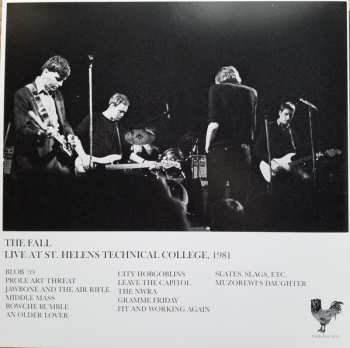 THE FALL
LIVE AT ST. HELENS TECHNICAL COLLEGE, 1981
BLOB '59
PROLE ART THREAT
JAWBONE AND THE AIR RIFLE
MIDDLE MASS
ROWCHE RUMBLE
AN OLDER LOVER
CITY HOBGOBLINS
LEAVE THE CAPITOL
THE NWRA
GRAMME FRIDAY
FIT AND WORKING AGAIN
SLATES, SLAGS, ETC.
MUZOREWI'S DAUGHTER